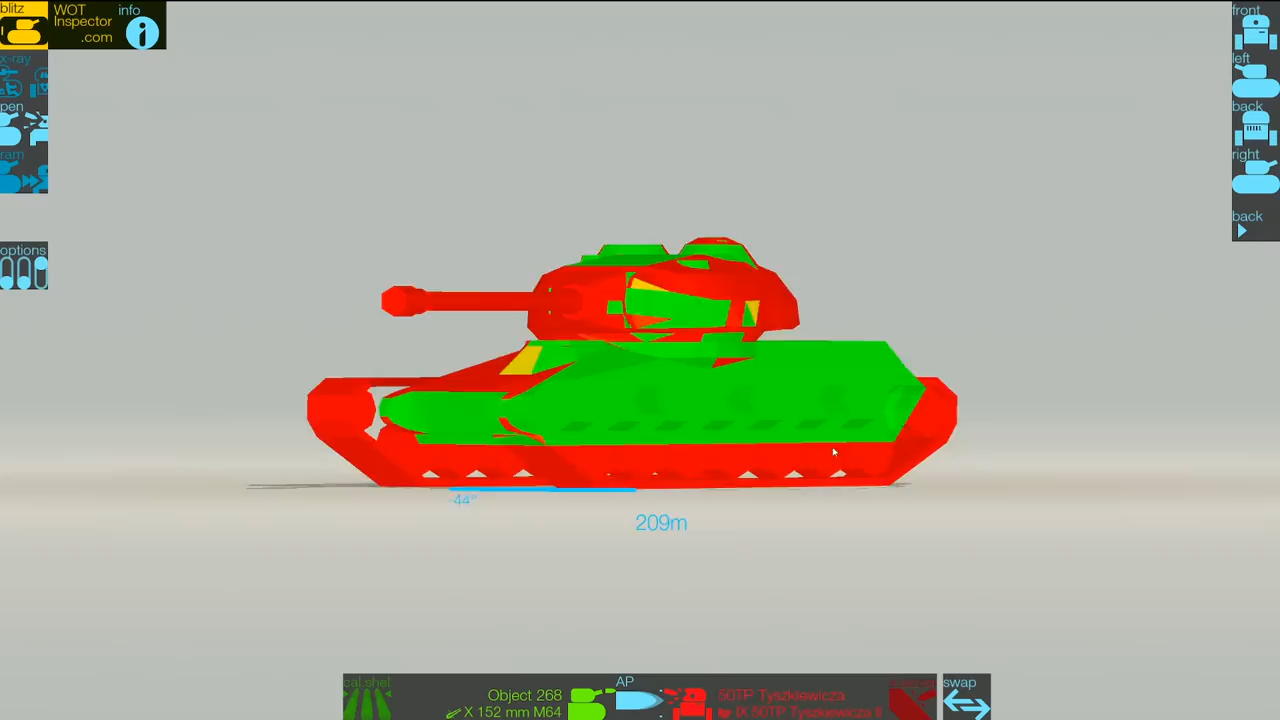 blitz
WOT
Inspector
.com
info
x-ray
pen
ram
options
front
left
back
right
back
-44°
209m
cal.shel
Object 268
X 152 mm M64
AP
50TP Tyszkiewicza
IX 50TP Tyszkiewicza II
swap